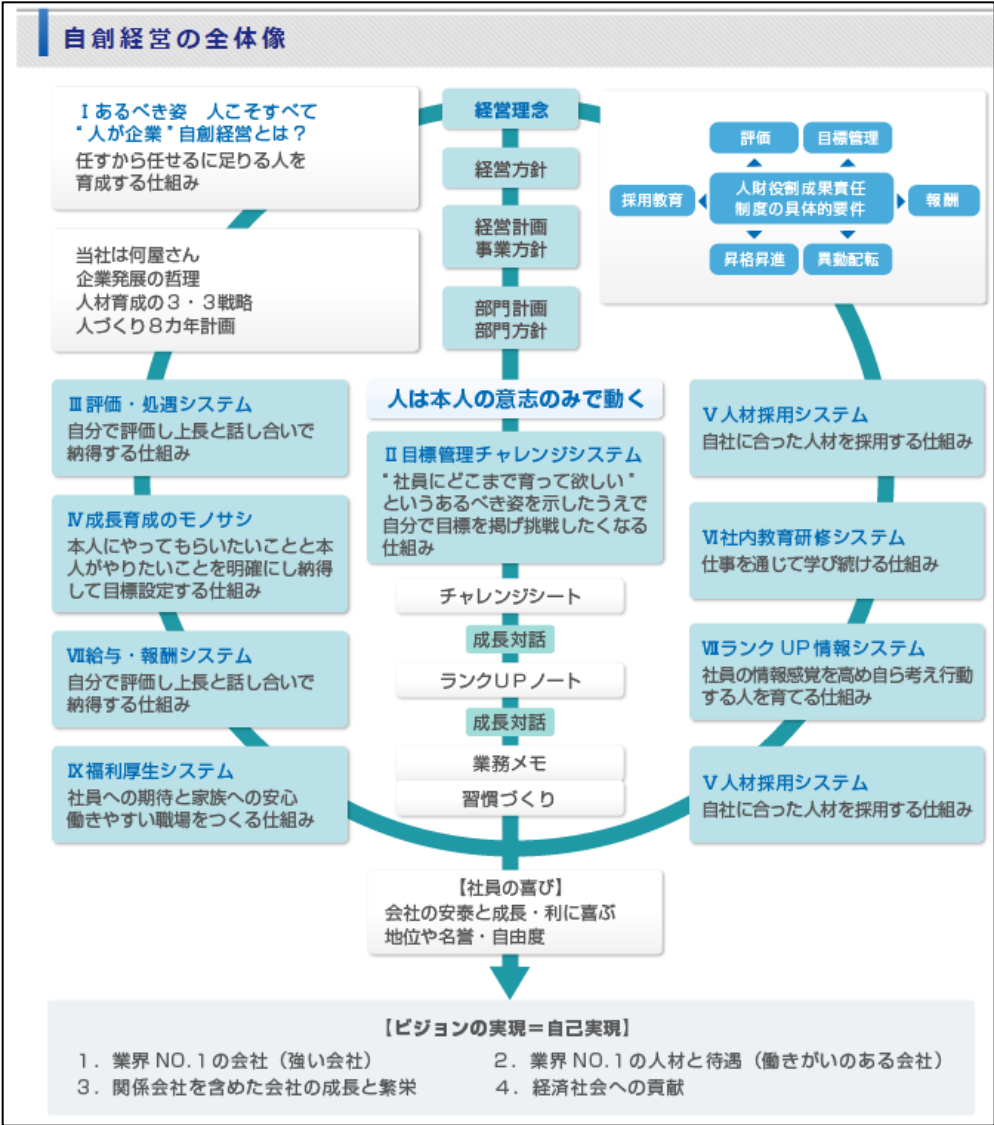 自創経営の全体像
Ⅰあるべき姿　人こそすべて
"人が企業"自創経営とは？
任すから任せるに足りる人を
育成する仕組み
当社は何屋さん
企業発展の哲理
人材育成の３・３戦略
人づくり８カ年計画
経営理念
経営方針
経営計画
事業方針
部門計画
部門方針
評価
目標管理
採用教育
人財役割成果責任
制度の具体的要件
報酬
昇格昇進
異動配転
Ⅲ評価・処遇システム
自分で評価し上長と話し合いで
納得する仕組み
Ⅳ成長育成のモノサシ
本人にやってもらいたいことと本
人がやりたいことを明確にし納得
して目標設定する仕組み
Ⅶ給与・報酬システム
自分で評価し上長と話し合いで
納得する仕組み
Ⅸ福利厚生システム
社員への期待と家族への安心
働きやすい職場をつくる仕組み
人は本人の意志のみで動く
Ⅱ目標管理チャレンジシステム
"社員にどこまで育って欲しい"
というあるべき姿を示したうえで
自分で目標を掲げ挑戦したくなる
仕組み
チャレンジシート
成長対話
ランクＵＰノート
成長対話
業務メモ
習慣づくり
Ⅴ人材採用システム
自社に合った人材を採用する仕組み
Ⅵ社内教育研修システム
仕事を通じて学び続ける仕組み
Ⅷランク UP 情報システム
社員の情報感覚を高め自ら考え行動
する人を育てる仕組み
Ⅴ人材採用システム
自社に合った人材を採用する仕組み
【社員の喜び】
会社の安泰と成長・利に喜ぶ
地位や名誉・自由度
【ビジョンの実現＝自己実現】
１．業界 NO.１の会社（強い会社）
２．業界 NO.１の人材と待遇（働きがいのある会社）
３．関係会社を含めた会社の成長と繁栄
４．経済社会への貢献